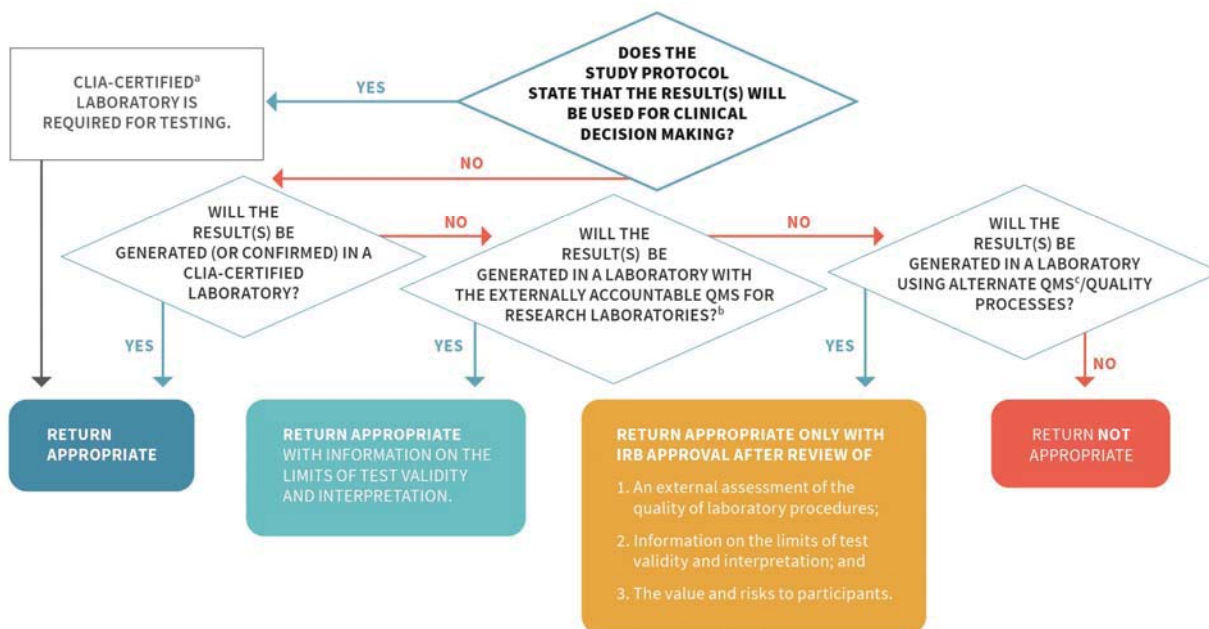 DOES THE
STUDY PROTOCOL
STATE THAT THE RESULT(S) WILL
BE USED FOR CLINICAL
DECISION MAKING?
YES
CLIA-CERTIFIEDᵃ
LABORATORY IS
REQUIRED FOR TESTING.
NO
WILL THE
RESULT(S) BE
GENERATED (OR CONFIRMED) IN A
CLIA-CERTIFIED
LABORATORY?
NO
WILL THE
RESULT(S) BE
GENERATED IN A LABORATORY WITH
THE EXTERNALLY ACCOUNTABLE QMS FOR
RESEARCH LABORATORIES?ᵇ
NO
WILL THE
RESULT(S) BE
GENERATED IN A LABORATORY
USING ALTERNATE QMSᶜ/QUALITY
PROCESSES?
YES
YES
YES
NO
RETURN
APPROPRIATE
RETURN APPROPRIATE
WITH INFORMATION ON THE
LIMITS OF TEST VALIDITY
AND INTERPRETATION.
RETURN APPROPRIATE ONLY WITH
IRB APPROVAL AFTER REVIEW OF
1. An external assessment of the
quality of laboratory procedures;
2. Information on the limits of test
validity and interpretation; and
3. The value and risks to participants.
RETURN NOT
APPROPRIATE